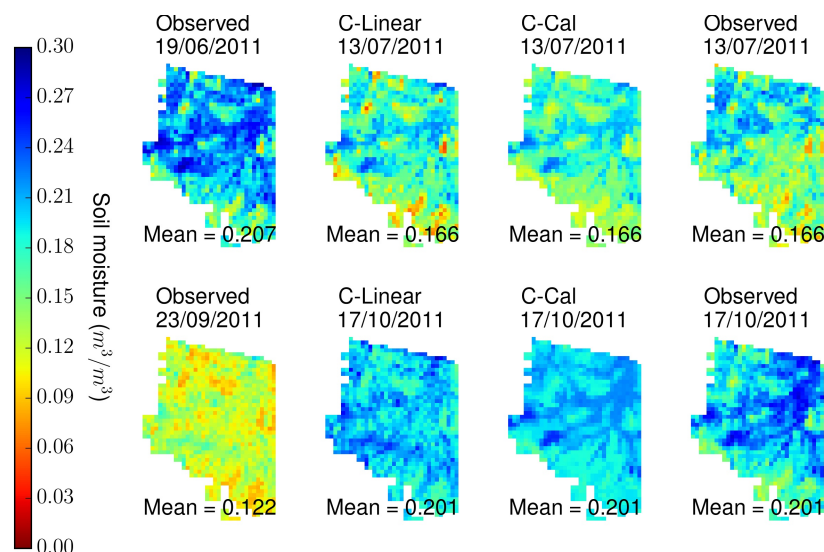 Observed
19/06/2011
C-Linear
13/07/2011
C-Cal
13/07/2011
Observed
13/07/2011
0.30
0.27
0.24
0.21
0.18
0.15
0.12
0.09
0.06
0.03
0.00
Soil moisture (m³/m³)
Mean = 0.207
Mean = 0.166
Mean = 0.166
Mean = 0.166
Observed
23/09/2011
C-Linear
17/10/2011
C-Cal
17/10/2011
Observed
17/10/2011
Mean = 0.122
Mean = 0.201
Mean = 0.201
Mean = 0.201